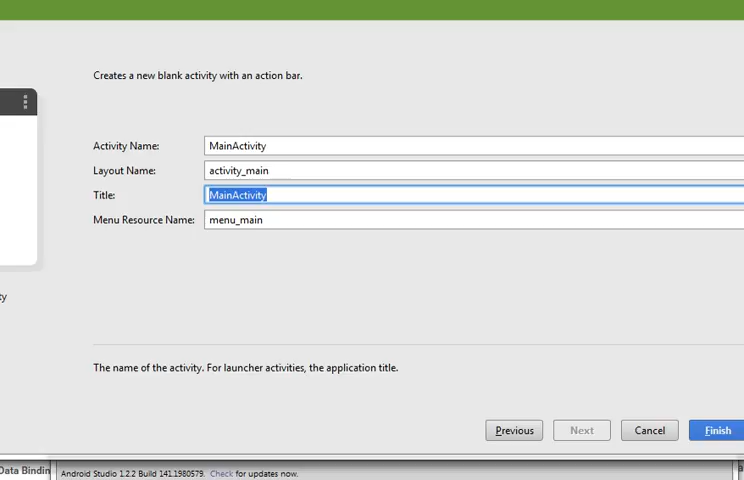 Creates a new blank activity with an action bar.
Activity Name: MainActivity
Layout Name: activity_main
Title: MainActivity
Menu Resource Name: menu_main
The name of the activity. For launcher activities, the application title.
Previous Next Cancel Finish
Android Studio 1.2.2 Build 141.1980579. Check for updates now.